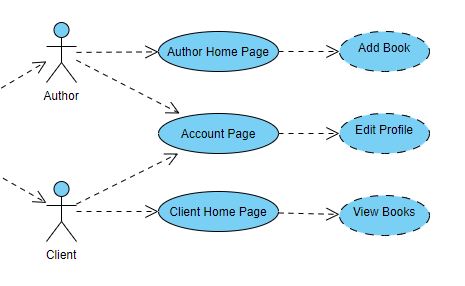 Author
Author Home Page
Add Book
Account Page
Edit Profile
Client
Client Home Page
View Books